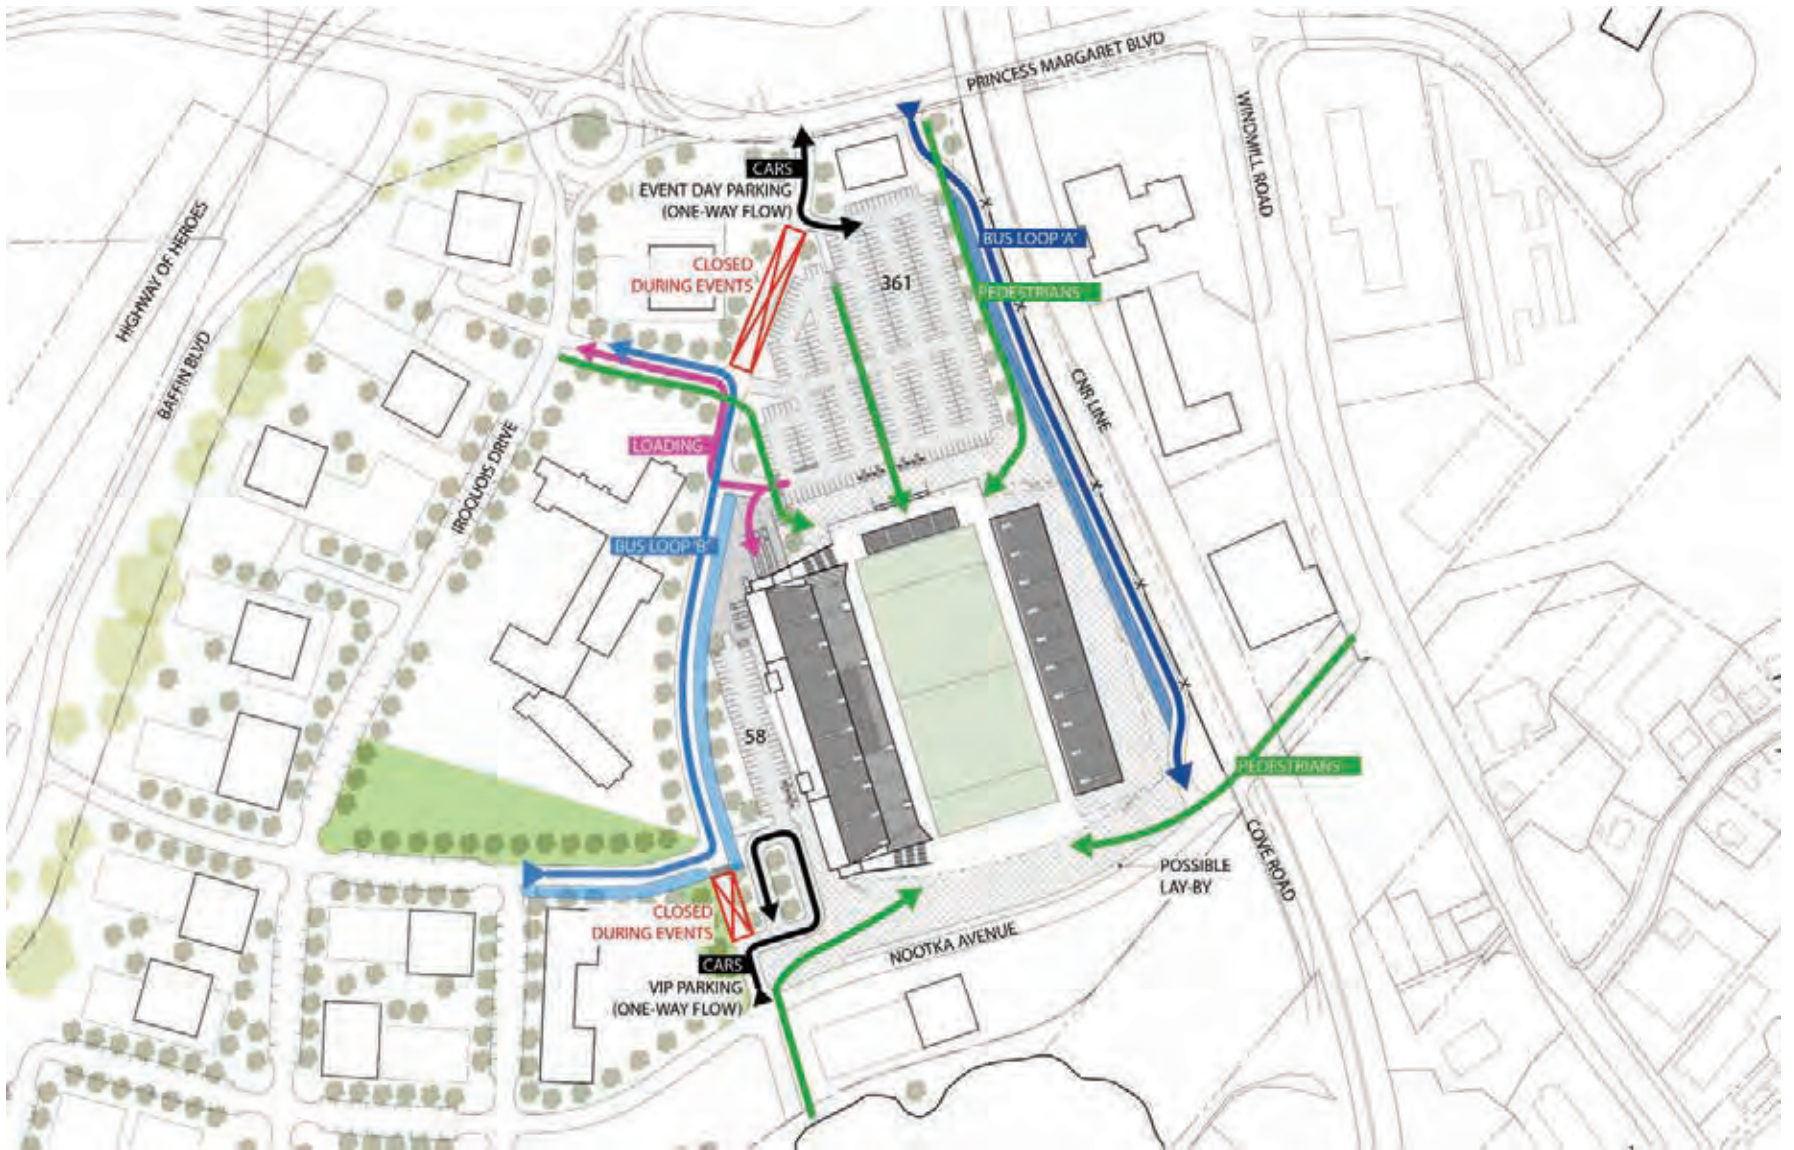 PRINCESS MARGARET BLVD
WINDMILL ROAD
CARS
EVENT DAY PARKING
(ONE-WAY FLOW)
HIGHWAY OF HEROES
BUS LOOP 'A'
CLOSED
DURING EVENTS
361
PEDESTRIANS
BAFFIN BLVD
CNR LINE
LOADING
IROQUOIS DRIVE
BUS LOOP 'B'
58
PEDESTRIANS
COVE ROAD
POSSIBLE
LAY-BY
CLOSED
DURING EVENTS
NOOTKA AVENUE
CARS
VIP PARKING
(ONE-WAY FLOW)